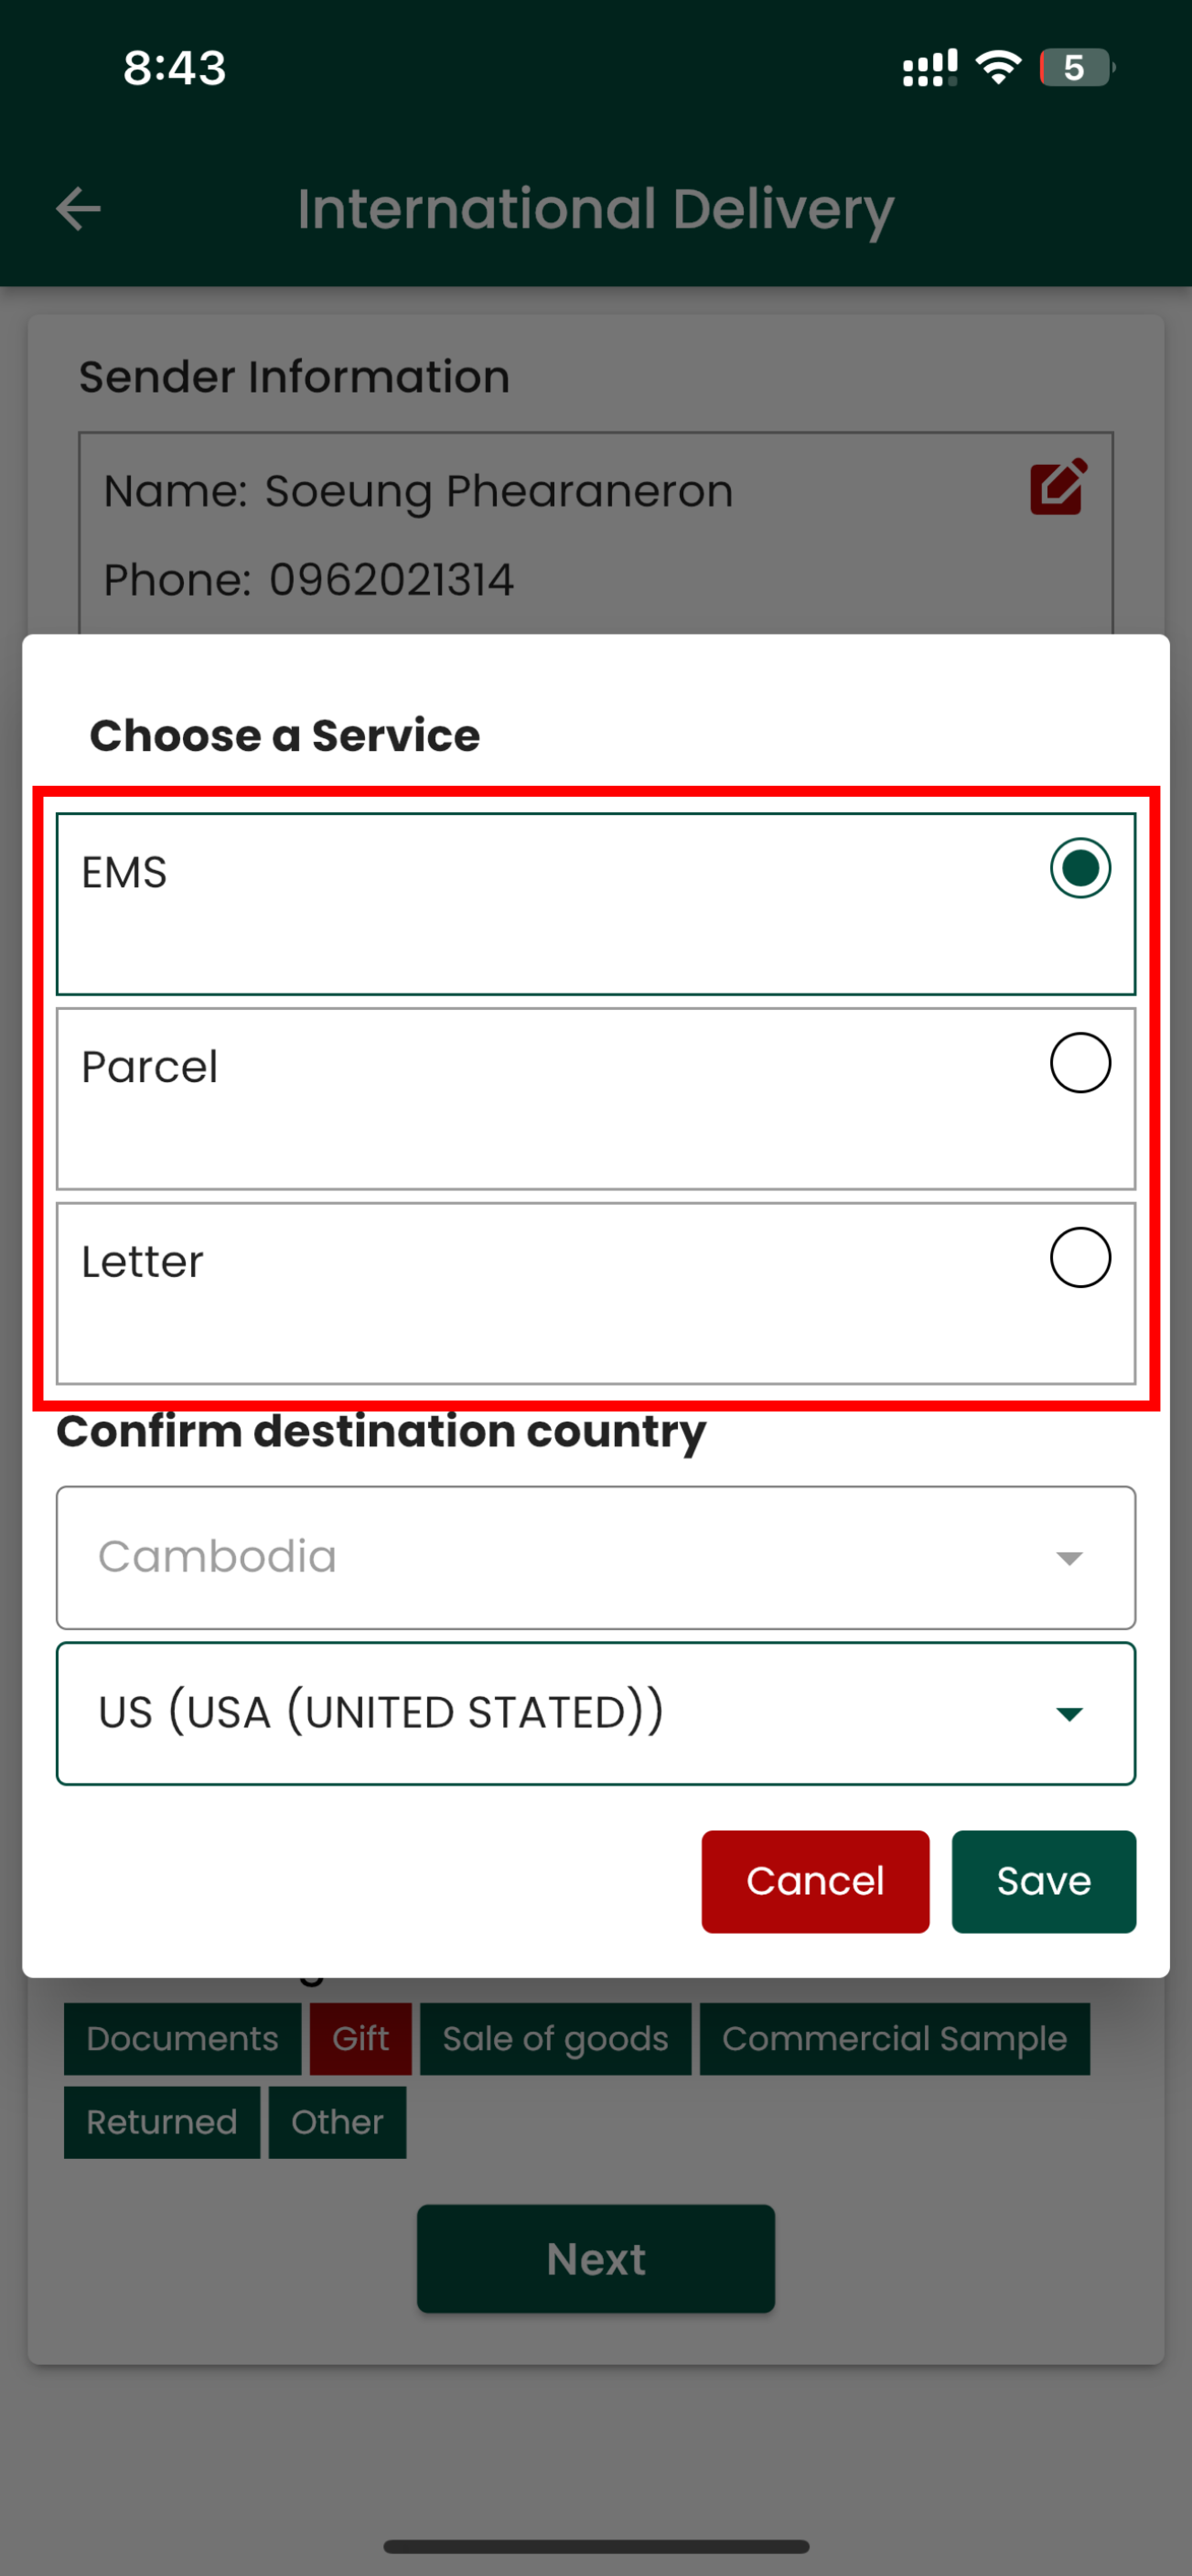 8:43
5
International Delivery
Sender Information
Name: Soeung Phearaneron
Phone: 0962021314
Choose a Service
EMS
Parcel
Letter
Confirm destination country
Cambodia
US (USA (UNITED STATED))
Cancel Save
Documents Gift Sale of goods Commercial Sample
Returned Other
Next